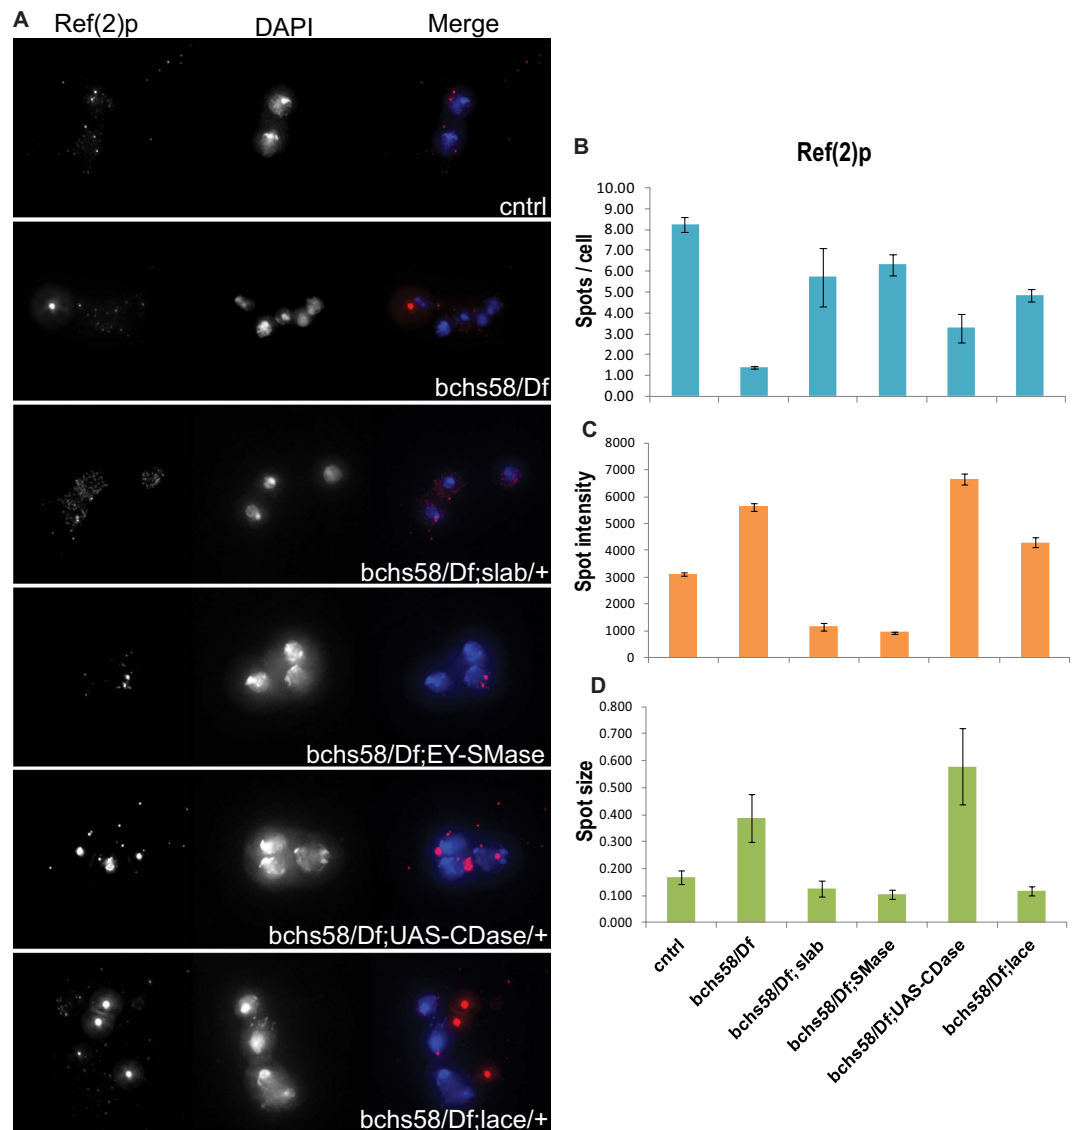 A
Ref(2)p DAPI Merge
cntrl
bchs58/Df
bchs58/Df;slab/+
bchs58/Df;EY-SMase
bchs58/Df;UAS-CDase/+
bchs58/Df;lace/+
B
Ref(2)p
Spots / cell
10.00
9.00
8.00
7.00
6.00
5.00
4.00
3.00
2.00
1.00
0.00
C
Spot intensity
8000
7000
6000
5000
4000
3000
2000
1000
0
D
Spot size
0.800
0.700
0.600
0.500
0.400
0.300
0.200
0.100
0.000
cntrl
bchs58/Df
bchs58/Df; slab
bchs58/Df;SMase
bchs58/Df;UAS-CDase
bchs58/Df;lace